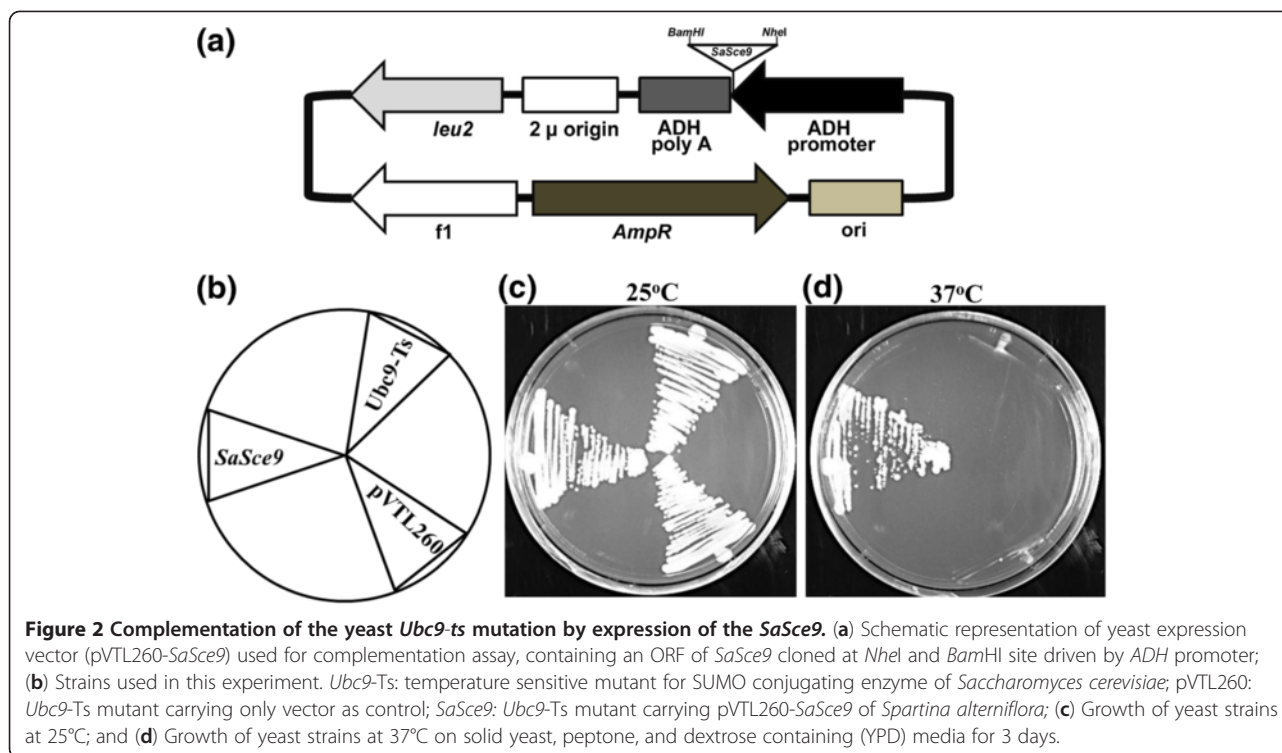 (a)
BamHI NheI
SaSce9
leu2 2 µ origin ADH poly A ADH promoter
f1 AmpR ori
(b)
Ubc9-Ts
SaSce9
pVTL260
(c) 25°C
(d) 37°C
Figure 2 Complementation of the yeast Ubc9-ts mutation by expression of the SaSce9. (a) Schematic representation of yeast expression
vector (pVTL260-SaSce9) used for complementation assay, containing an ORF of SaSce9 cloned at NheI and BamHI site driven by ADH promoter;
(b) Strains used in this experiment. Ubc9-Ts: temperature sensitive mutant for SUMO conjugating enzyme of Saccharomyces cerevisiae; pVTL260:
Ubc9-Ts mutant carrying only vector as control; SaSce9: Ubc9-Ts mutant carrying pVTL260-SaSce9 of Spartina alterniflora; (c) Growth of yeast strains
at 25°C; and (d) Growth of yeast strains at 37°C on solid yeast, peptone, and dextrose containing (YPD) media for 3 days.